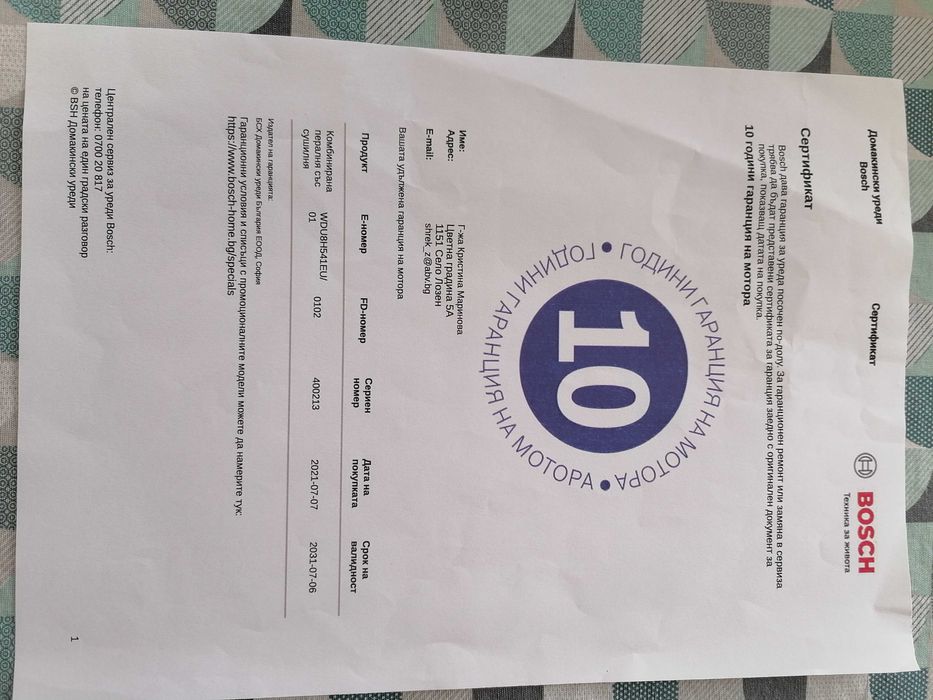 Домакински уреди
Bosch
Сертификат
BOSCH
Техника за живота
Сертификат
Bosch дава гаранция за уреда посочен по-долу. За гаранционен ремонт или замяна в сервиза
трябва да бъдат представени сертификата за гаранция заедно с оригинален документ за
покупка, показващ датата на покупка.
10 години гаранция на мотора
ГОДИНИ ГАРАНЦИЯ НА МОТОРА • ГОДИНИ ГАРАНЦИЯ НА МОТОРА •
10
Име: Г-жа Кристина Маринова
Адрес: Цветна градина 5А
1151 Село Лозен
E-mail: shrek_z@abv.bg
Вашата удължена гаранция на мотора
Продукт E-номер FD-номер Сериен номер Дата на покупката Срок на валидност
Комбинирана WDU8H541EU/ 0102 400213 2021-07-07 2031-07-06
пералня със 01
сушилня
Издател на гаранцията:
БСХ Домакински уреди България ЕООД, София
Гаранционни условия и списъци с промоционалните модели можете да намерите тук:
https://www.bosch-home.bg/specials
Централен сервиз за уреди Bosch:
телефон: 0700 20 817
на цената на един градски разговор
© BSH Домакински уреди
1